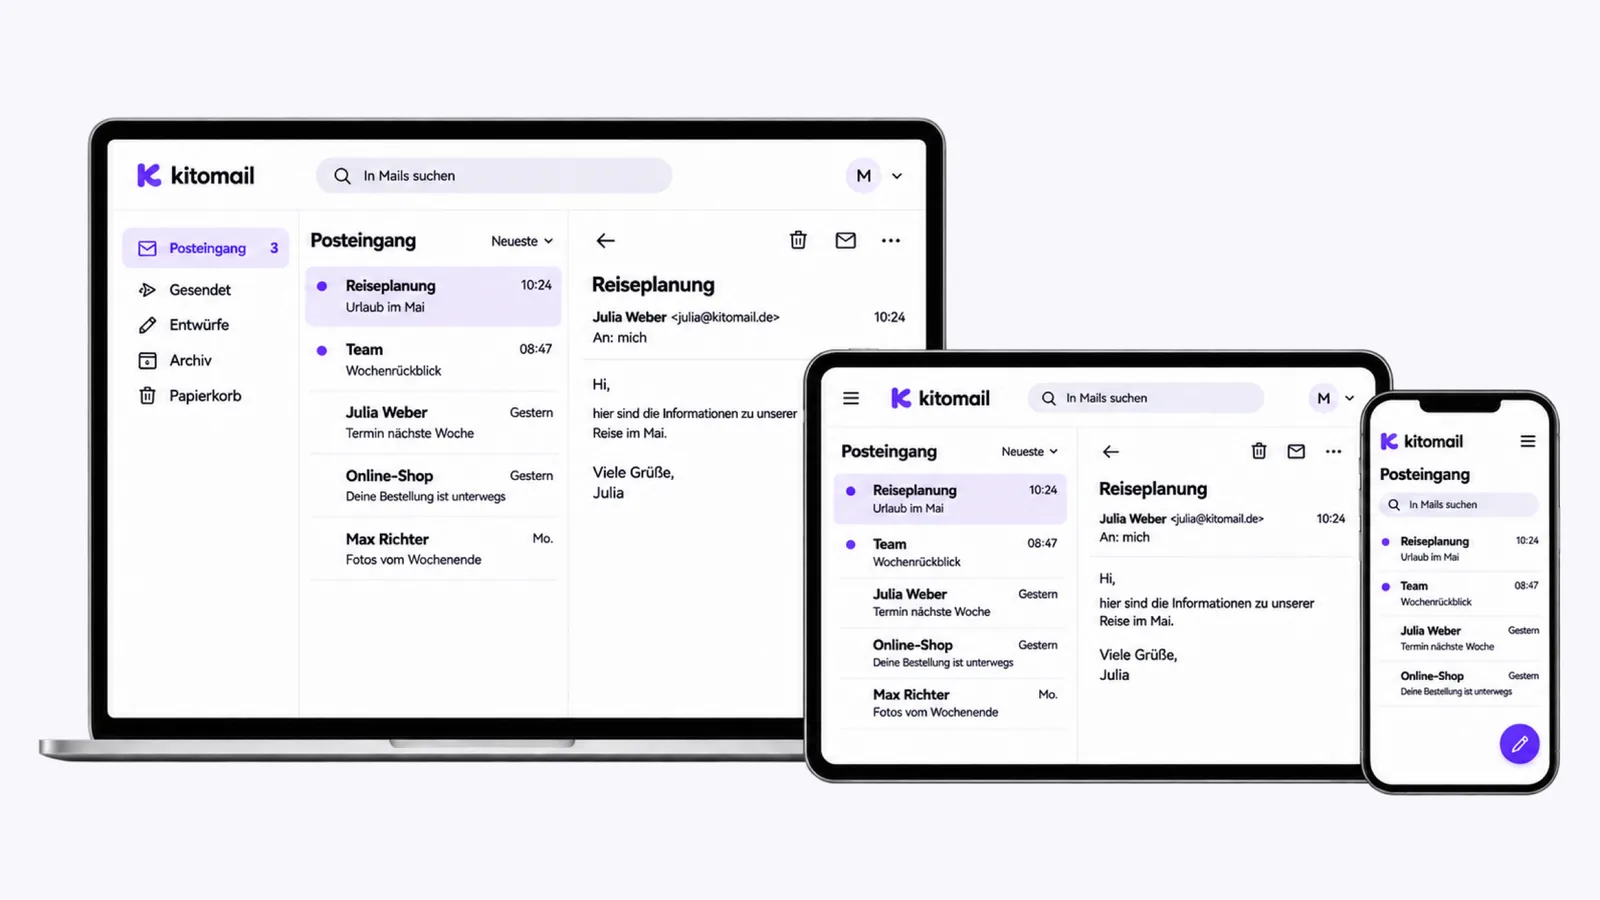 kitomail
In Mails suchen
M
Posteingang 3
Gesendet
Entwürfe
Archiv
Papierkorb
Posteingang
Neueste
Reiseplanung 10:24
Urlaub im Mai
Team 08:47
Wochenrückblick
Julia Weber Gestern
Termin nächste Woche
Online-Shop Gestern
Deine Bestellung ist unterwegs
Max Richter Mo.
Fotos vom Wochenende
Reiseplanung
Julia Weber <julia@kitomail.de> 10:24
An: mich
Hi,
hier sind die Informationen zu unserer
Reise im Mai.
Viele Grüße,
Julia
kitomail
In Mails suchen
M
Posteingang
Neueste
Reiseplanung 10:24
Urlaub im Mai
Team 08:47
Wochenrückblick
Julia Weber Gestern
Termin nächste Woche
Online-Shop Gestern
Deine Bestellung ist unterwegs
Max Richter Mo.
Fotos vom Wochenende
Reiseplanung
Julia Weber <julia@kitomail.de> 10:24
An: mich
Hi,
hier sind die Informationen zu unserer
Reise im Mai.
Viele Grüße,
Julia
kitomail
Posteingang
In Mails suchen
Reiseplanung 10:24
Urlaub im Mai
Team 08:47
Wochenrückblick
Julia Weber Gestern
Termin nächste Woche
Online-Shop Gestern
Deine Bestellung ist unterwegs